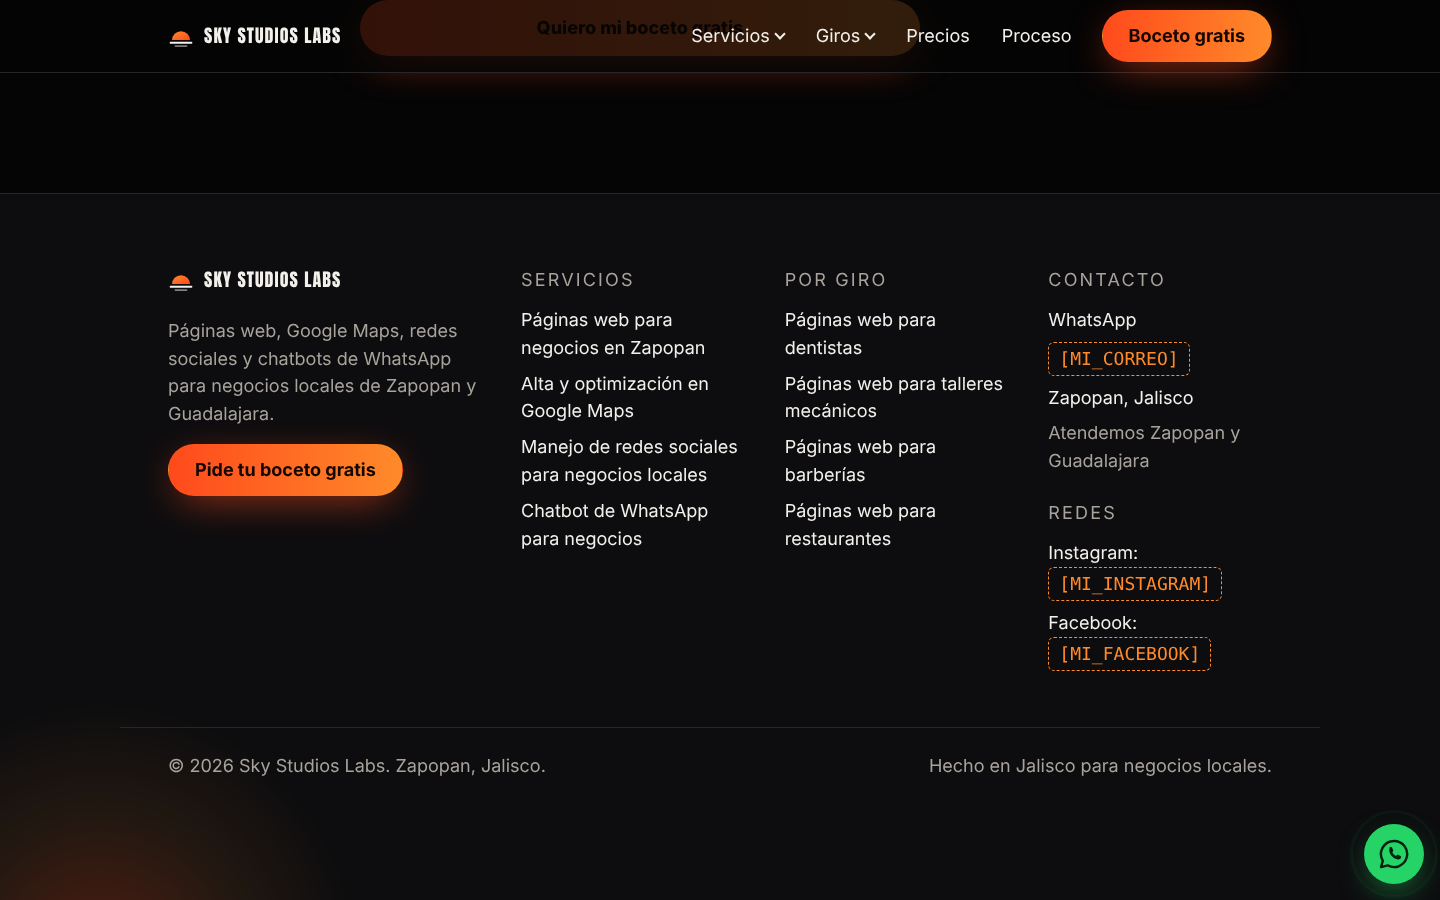 SKY STUDIOS LABS
Quiero mi boceto gratis
Servicios
Giros
Precios
Proceso
Boceto gratis
SKY STUDIOS LABS
Páginas web, Google Maps, redes
sociales y chatbots de WhatsApp
para negocios locales de Zapopan y
Guadalajara.
Pide tu boceto gratis
SERVICIOS
Páginas web para
negocios en Zapopan
Alta y optimización en
Google Maps
Manejo de redes sociales
para negocios locales
Chatbot de WhatsApp
para negocios
POR GIRO
Páginas web para
dentistas
Páginas web para talleres
mecánicos
Páginas web para
barberías
Páginas web para
restaurantes
CONTACTO
WhatsApp
[MI_CORREO]
Zapopan, Jalisco
Atendemos Zapopan y
Guadalajara
REDES
Instagram:
[MI_INSTAGRAM]
Facebook:
[MI_FACEBOOK]
© 2026 Sky Studios Labs. Zapopan, Jalisco.
Hecho en Jalisco para negocios locales.